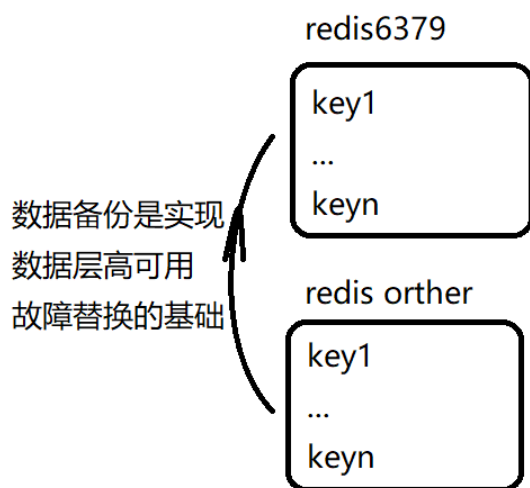 redis6379
key1
...
keyn
数据备份是实现
数据层高可用
故障替换的基础
redis orther
key1
...
keyn